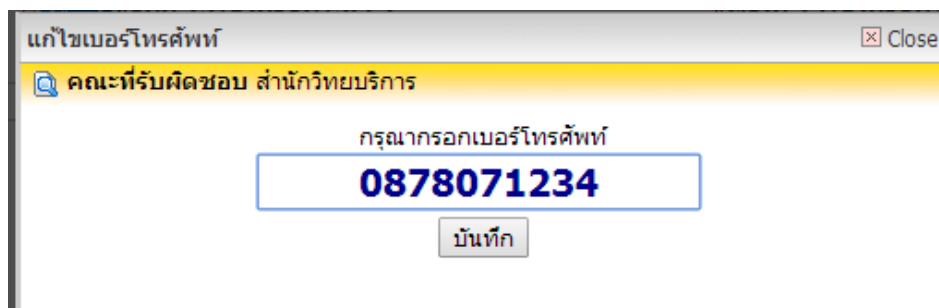 แก้ไขเบอร์โทรศัพท์
Close
คณะที่รับผิดชอบ สำนักวิทยบริการ
กรุณากรอกเบอร์โทรศัพท์
0878071234
บันทึก